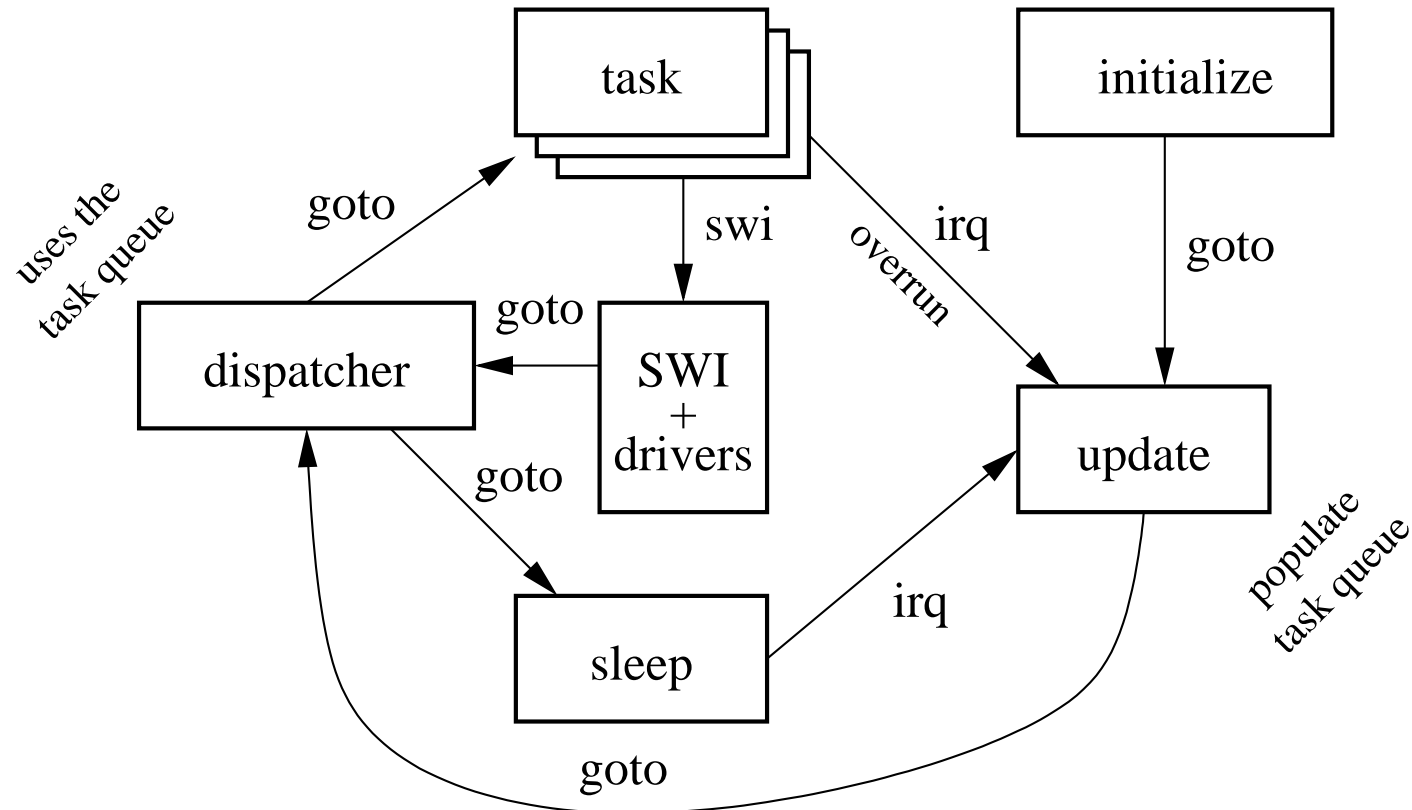 task
initialize
uses the
task queue
goto
swi
irq
overrun
goto
goto
dispatcher
SWI
+
drivers
update
goto
populate
task queue
irq
sleep
goto